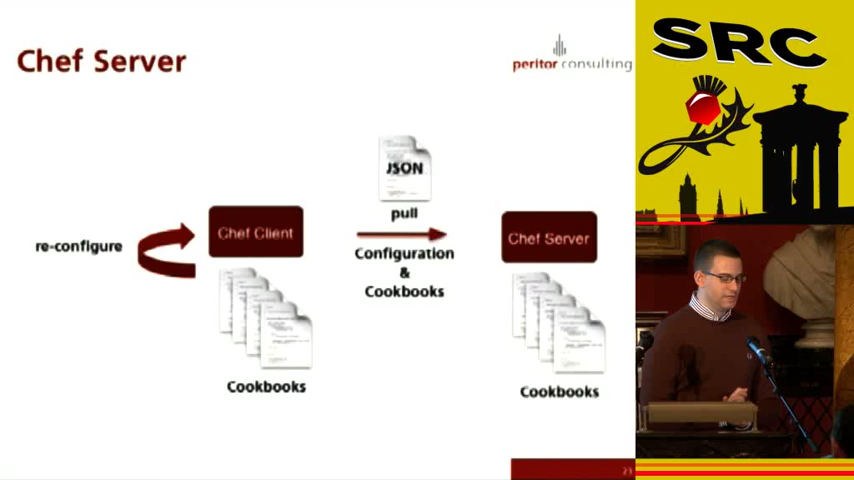 Chef Server
peritor consulting
SRC
JSON
pull
Chef Client
Chef Server
re-configure
Configuration
&
Cookbooks
Cookbooks
Cookbooks